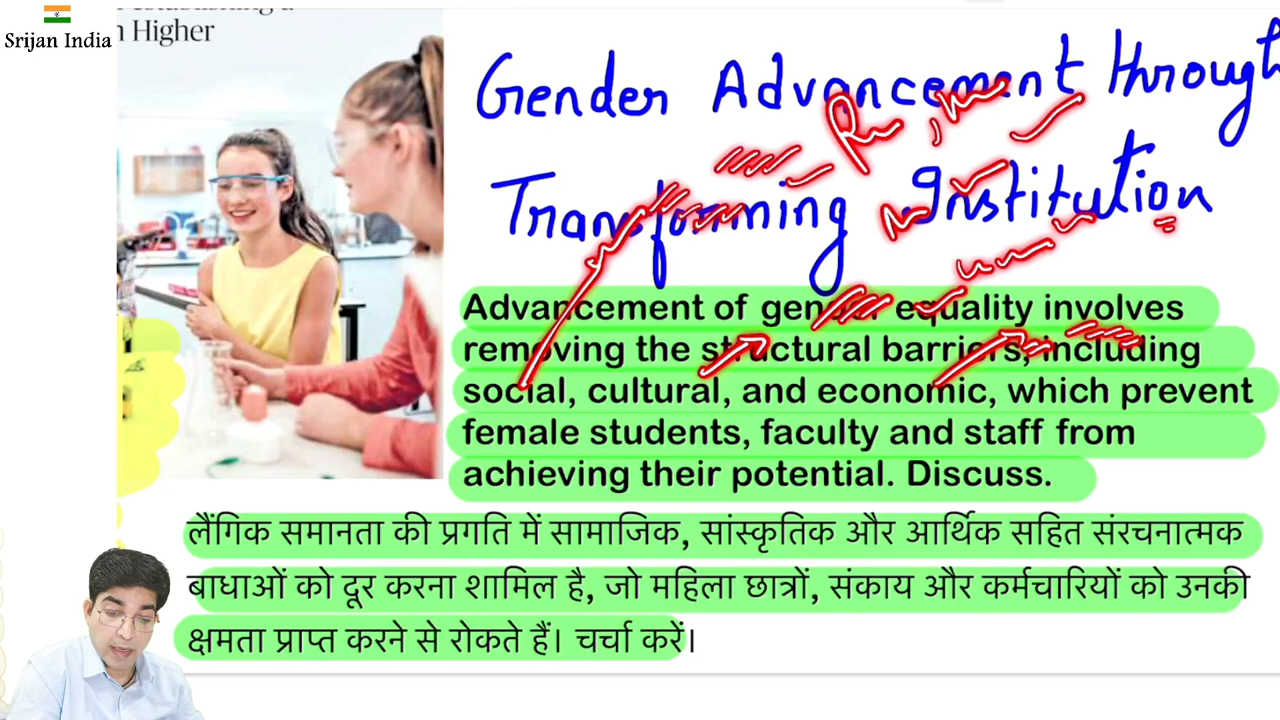 Srijan India
n Higher
Gender Advancement through
Transforming Institution
Advancement of gender equality involves
removing the structural barriers, including
social, cultural, and economic, which prevent
female students, faculty and staff from
achieving their potential. Discuss.
लैंगिक समानता की प्रगति में सामाजिक, सांस्कृतिक और आर्थिक सहित संरचनात्मक
बाधाओं को दूर करना शामिल है, जो महिला छात्रों, संकाय और कर्मचारियों को उनकी
क्षमता प्राप्त करने से रोकते हैं। चर्चा करें।